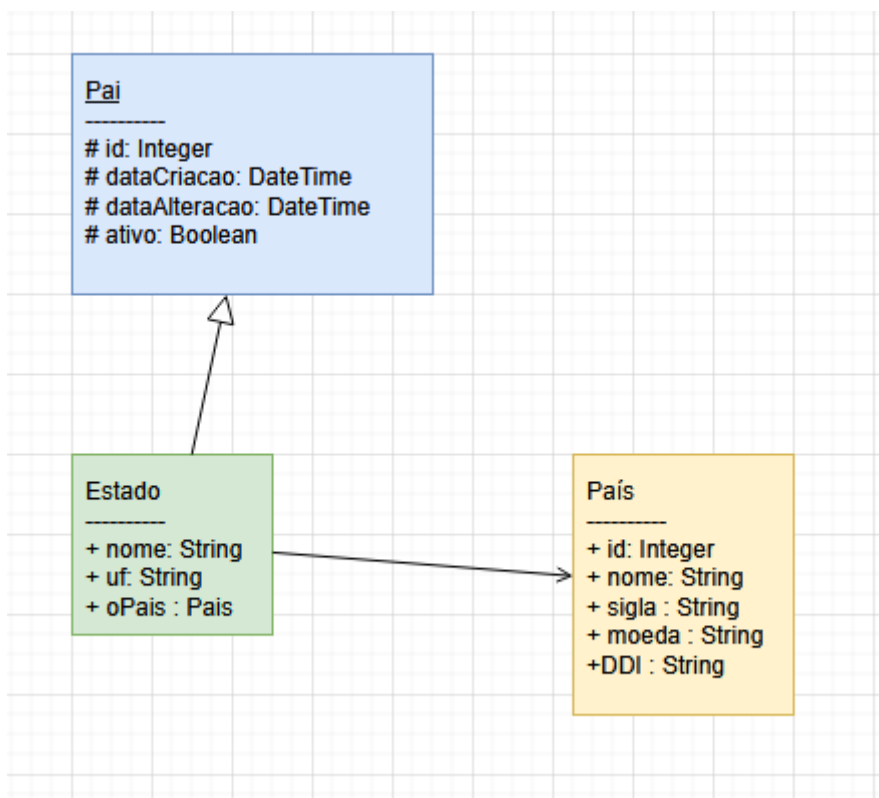 Pai
----------
# id: Integer
# dataCriacao: DateTime
# dataAlteracao: DateTime
# ativo: Boolean
Estado
----------
+ nome: String
+ uf: String
+ oPais : Pais
País
----------
+ id: Integer
+ nome: String
+ sigla : String
+ moeda : String
+DDI : String